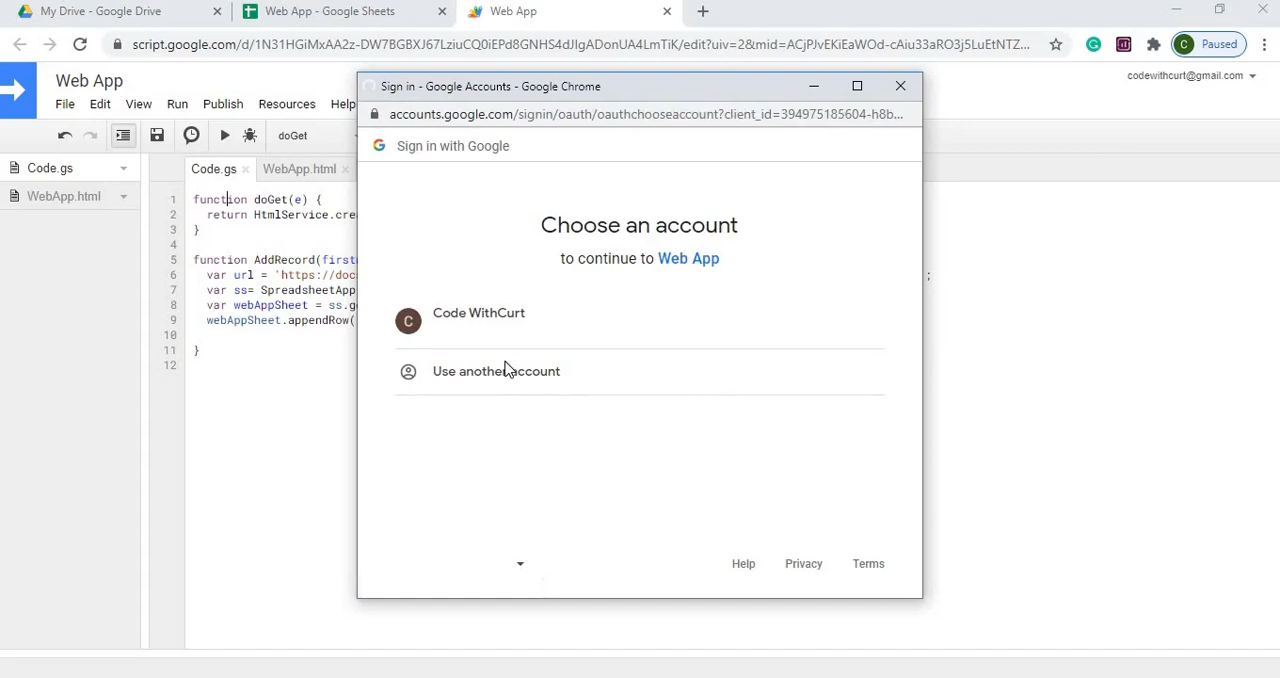 My Drive - Google Drive
Web App - Google Sheets
Web App
script.google.com/d/1N31HGiMxAA2z-DW7BGBXJ67LziuCCDiEPd8GNHS4dJIgADonUA4LmTiK/edit?uiv=2&mid=ACjPJvEKiEaWOd-cAiu33aRO3j5LuEtNTZ...
C Paused
Web App
codewithcurt@gmail.com
File Edit View Run Publish Resources Help
doGet
Code.gs
WebApp.html
Code.gs
WebApp.html
1 function doGet(e) {
2 return HtmlService.crea
3 }
4
5 function AddRecord(firstn
6 var url = 'https://docs ;
7 var ss= SpreadsheetApp
8 var webAppSheet = ss.ge
9 webAppSheet.appendRow(
10
11 }
12
Sign in - Google Accounts - Google Chrome
accounts.google.com/signin/oauth/oauthchooseaccount?client_id=394975185604-h8b...
G Sign in with Google
Choose an account
to continue to Web App
C Code WithCurt
Use another account
Help Privacy Terms